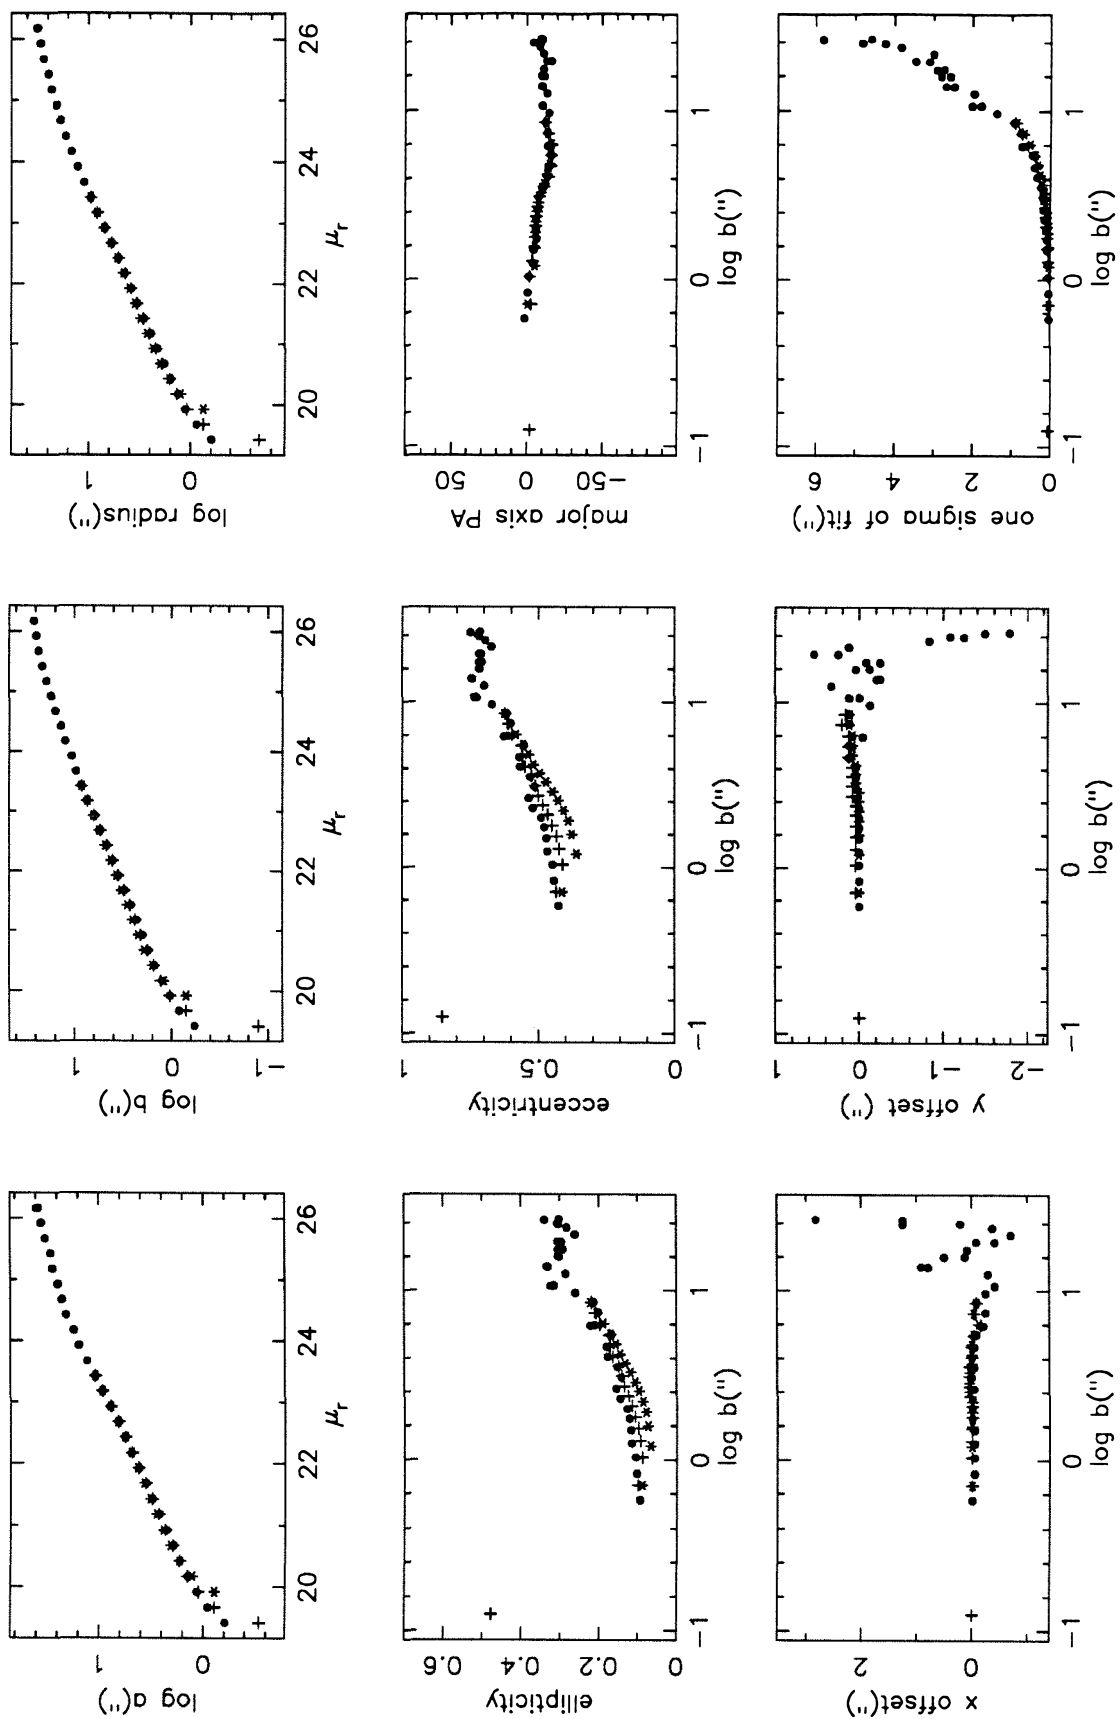 log a(")
1
0
20 22 24 26
μr
log b(")
1
0
−1
20 22 24 26
μr
log radius(")
1
0
20 22 24 26
μr
ellipticity
0.6
0.4
0.2
0
−1 0 1
log b(")
eccentricity
1
0.5
0
−1 0 1
log b(")
major axis PA
50
0
−50
−1 0 1
log b(")
x offset(")
2
0
−1 0 1
log b(")
y offset (")
1
0
−1
−2
−1 0 1
log b(")
one sigma of fit(")
6
4
2
0
−1 0 1
log b(")